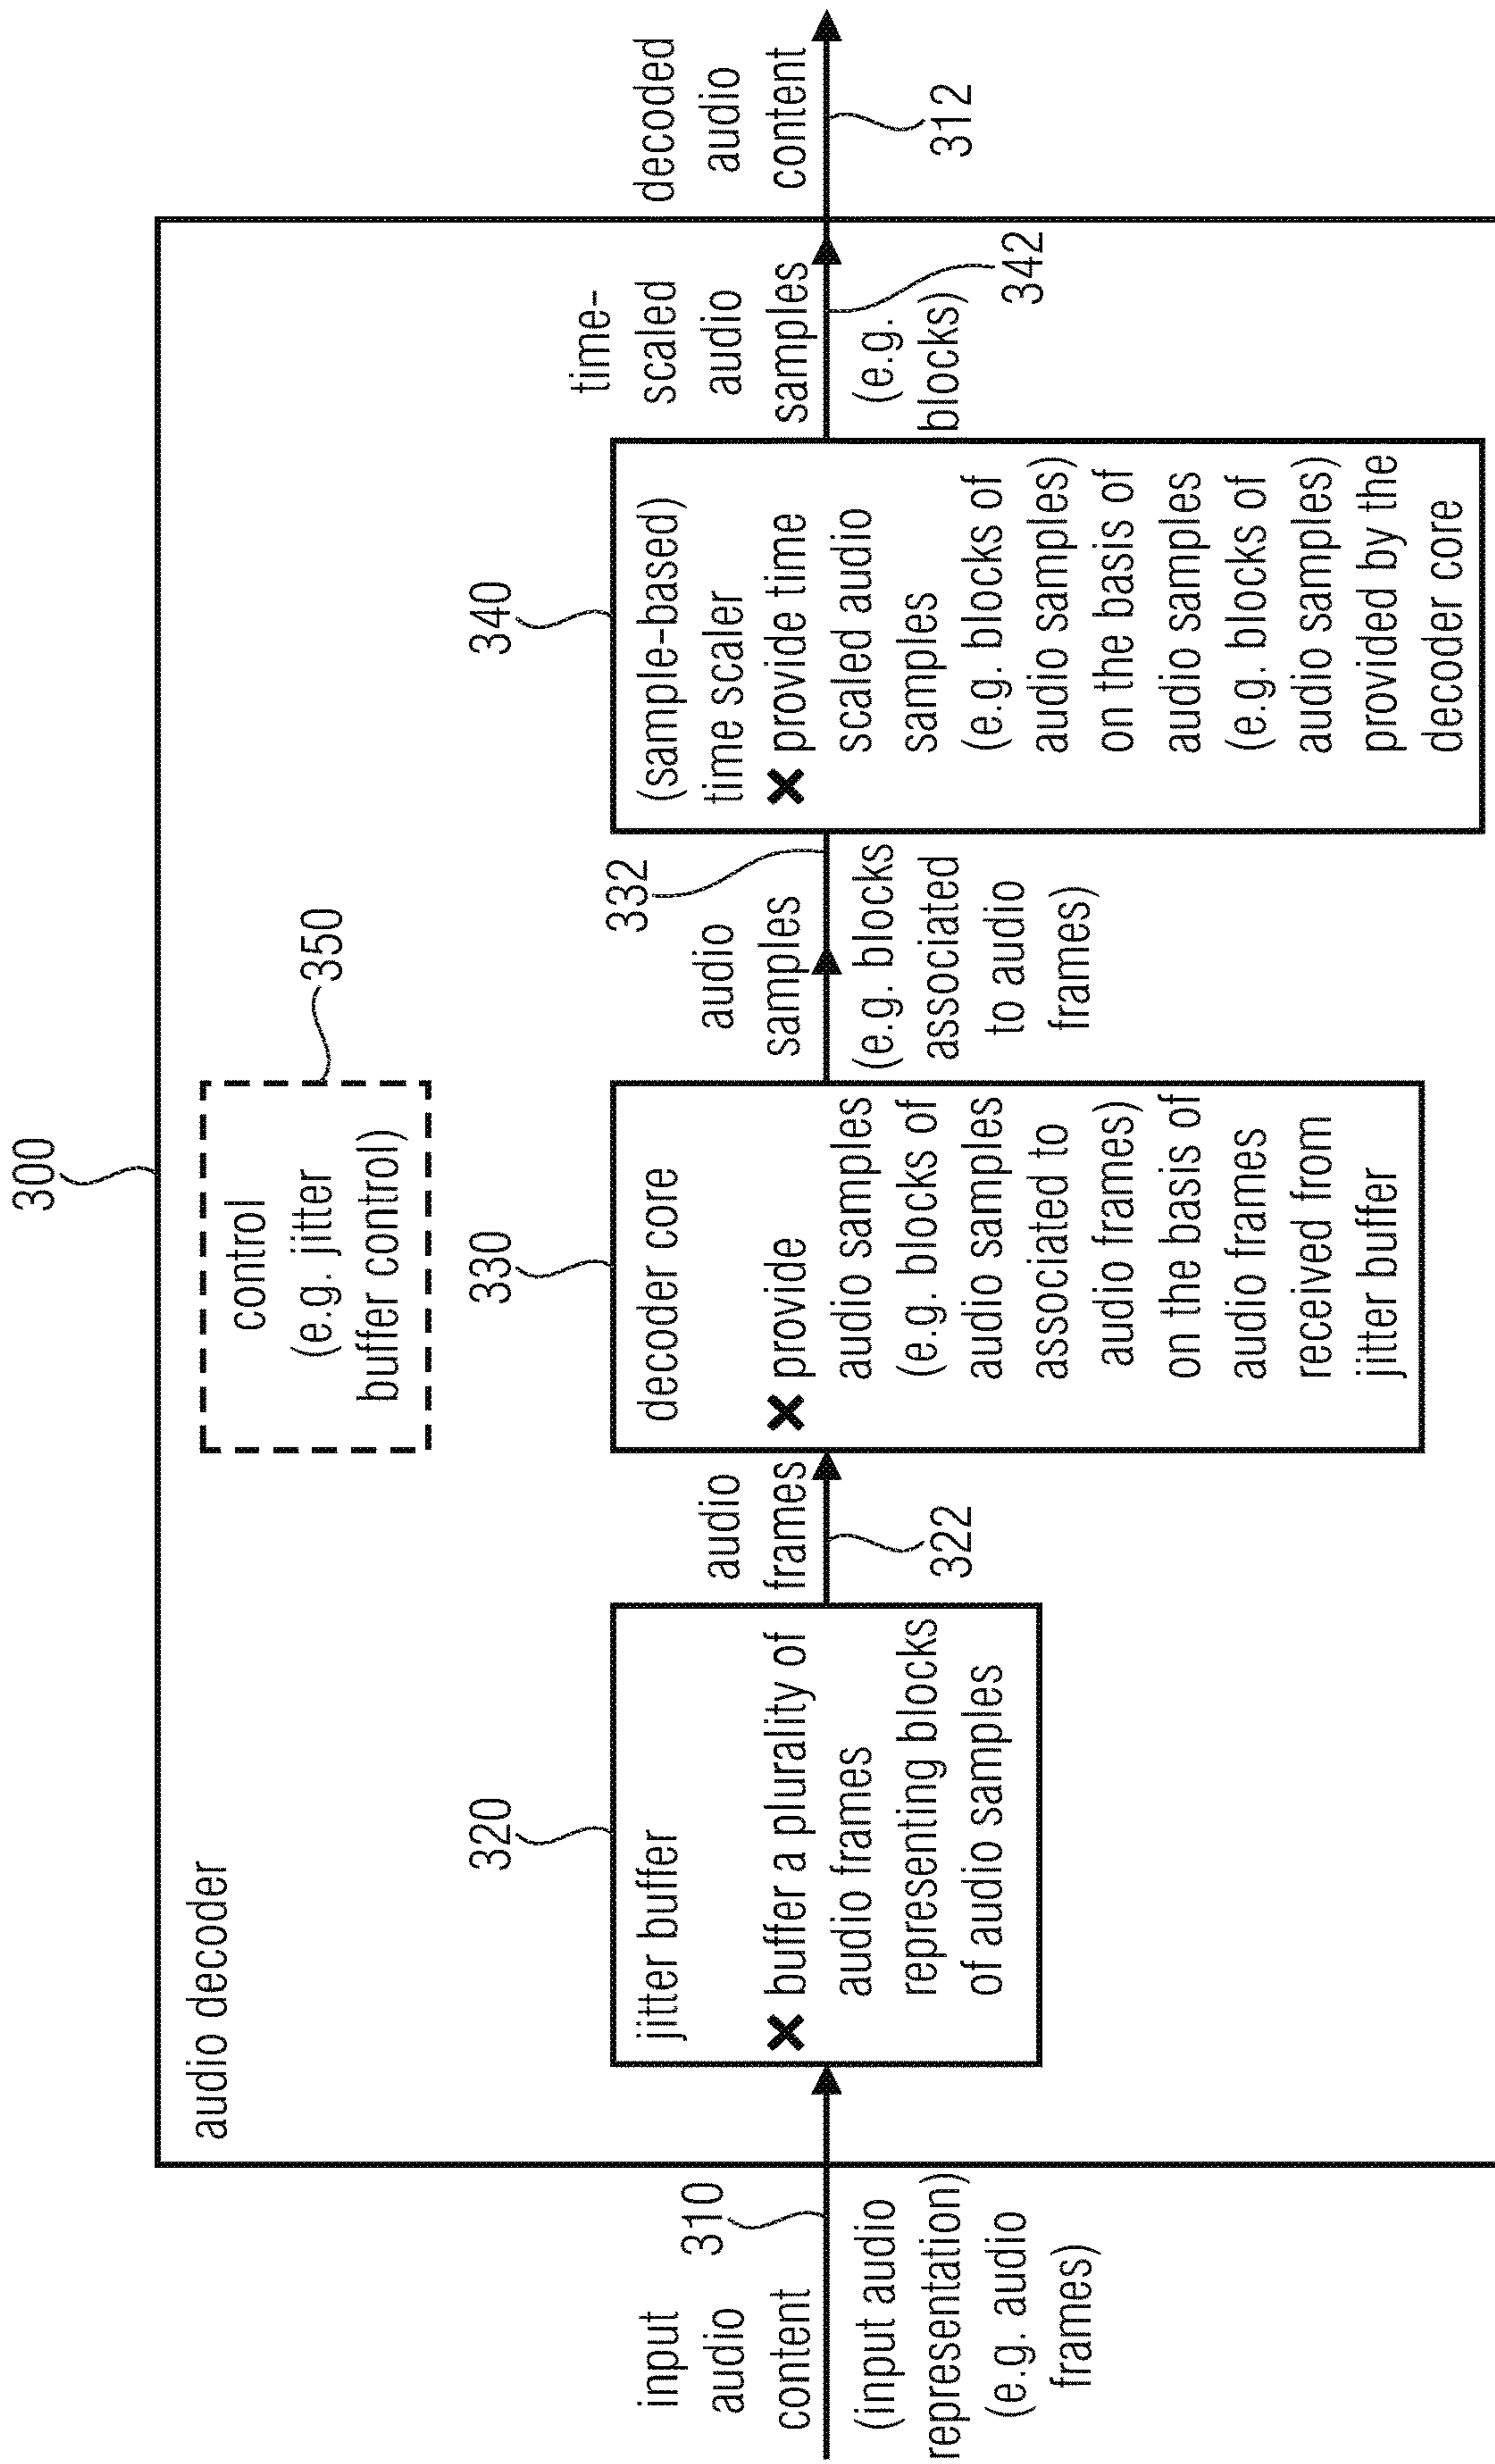 300
audio decoder
control
(e.g. jitter
buffer control)
350
input
audio
content
310
(input audio
representation)
(e.g. audio
frames)
320
jitter buffer
× buffer a plurality of
audio frames
representing blocks
of audio samples
audio
frames
322
330
decoder core
× provide
audio samples
(e.g. blocks of
audio samples
associated to
audio frames)
on the basis of
audio frames
received from
jitter buffer
audio
samples
332
(e.g. blocks
associated
to audio
frames)
340
(sample-based)
time scaler
× provide time
scaled audio
samples
(e.g. blocks of
audio samples)
on the basis of
audio samples
(e.g. blocks of
audio samples)
provided by the
decoder core
time-
scaled
audio
samples
(e.g.
blocks)
342
decoded
audio
content
312